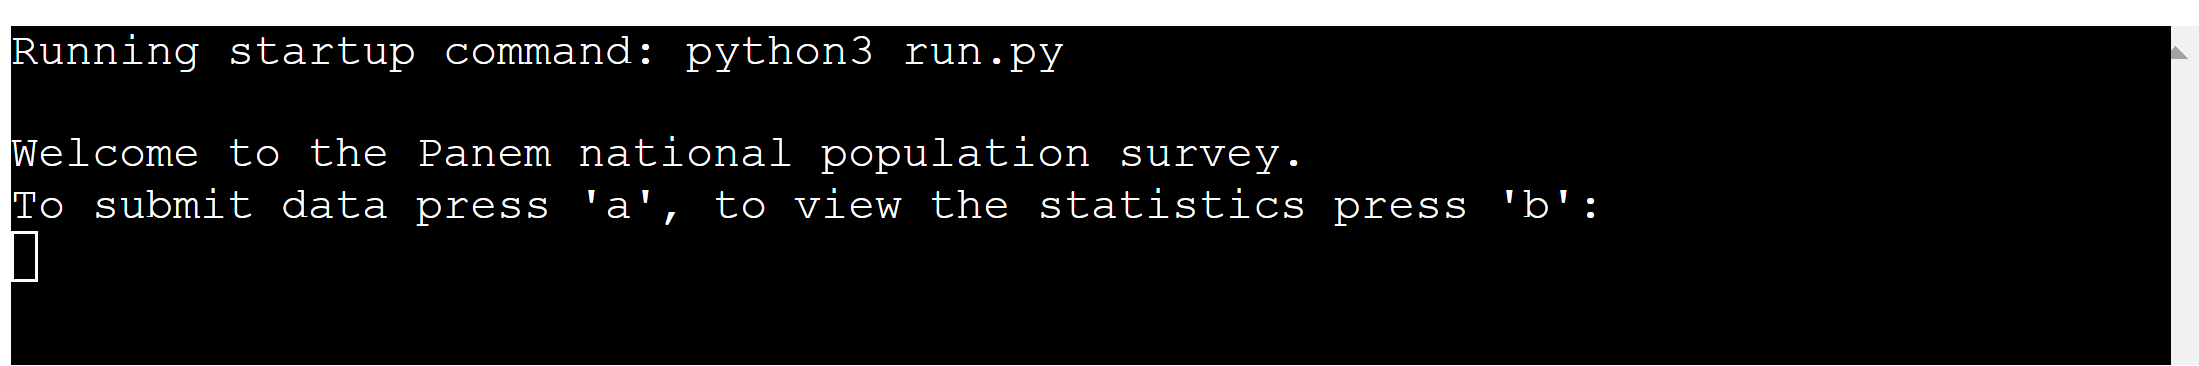 Running startup command: python3 run.py
Welcome to the Panem national population survey.
To submit data press 'a', to view the statistics press 'b':